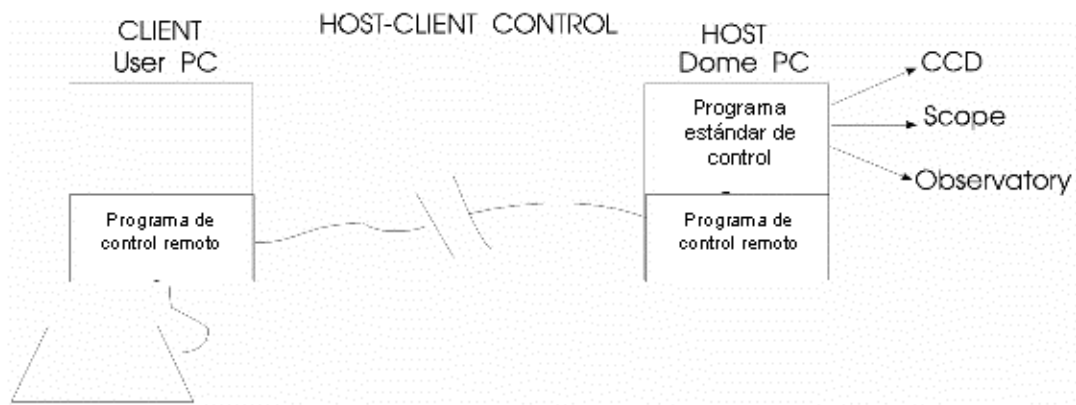 HOST-CLIENT CONTROL
CLIENT
User PC
Programa de
control remoto
HOST
Dome PC
Programa
estándar de
control
Programa de
control remoto
CCD
Scope
Observatory